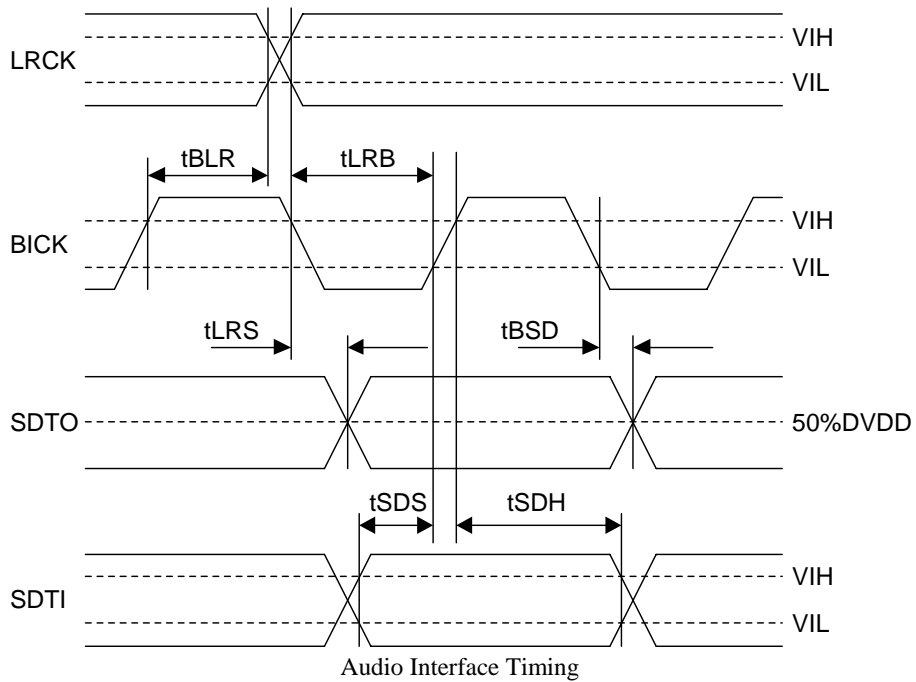 LRCK
VIH
VIL
tBLR
tLRB
BICK
VIH
VIL
tLRS
tBSD
SDTO
50%DVDD
tSDS
tSDH
SDTI
VIH
VIL
Audio Interface Timing